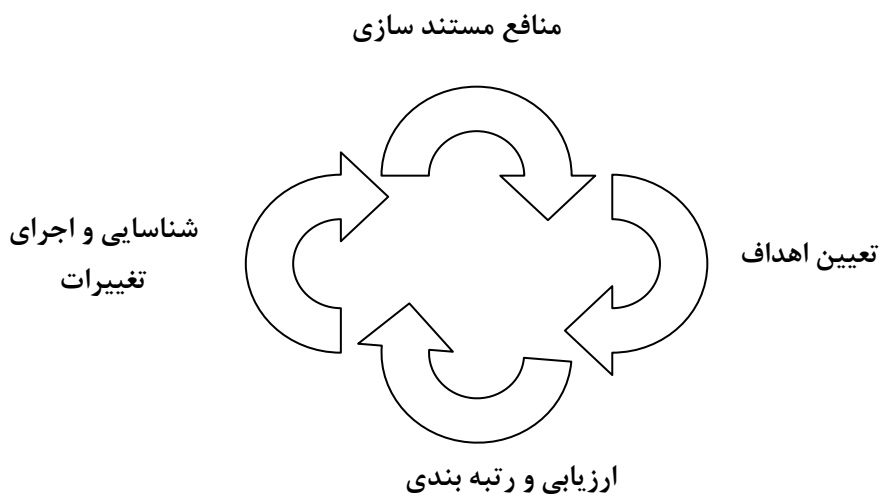 منافع مستند سازی
شناسایی و اجرای
تغییرات
تعیین اهداف
ارزیابی و رتبه بندی